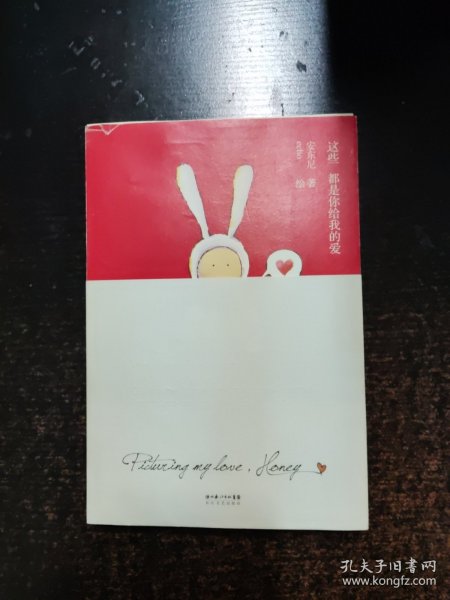 这些 都是你给我的爱
安东尼 著
echo 绘
Picturing my love, Honey
孔夫子旧书网
www.kongfz.com